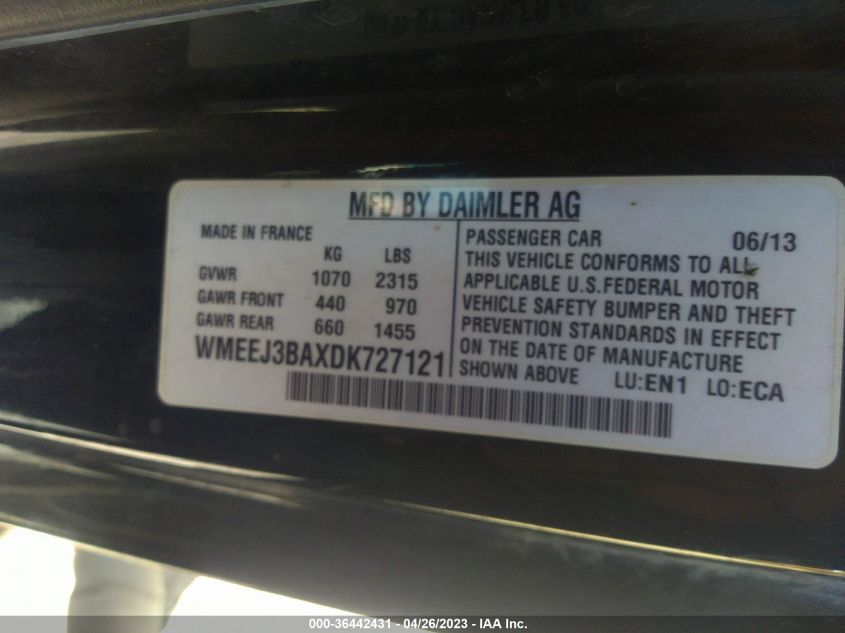 MFD BY DAIMLER AG
MADE IN FRANCE
KG LBS
GVWR 1070 2315
GAWR FRONT 440 970
GAWR REAR 660 1455
WMEEJ3BAXDK727121
PASSENGER CAR 06/13
THIS VEHICLE CONFORMS TO ALL
APPLICABLE U.S.FEDERAL MOTOR
VEHICLE SAFETY BUMPER AND THEFT
PREVENTION STANDARDS IN EFFECT
ON THE DATE OF MANUFACTURE
SHOWN ABOVE LU:EN1 LO:ECA
000-36442431 - 04/26/2023 - IAA Inc.